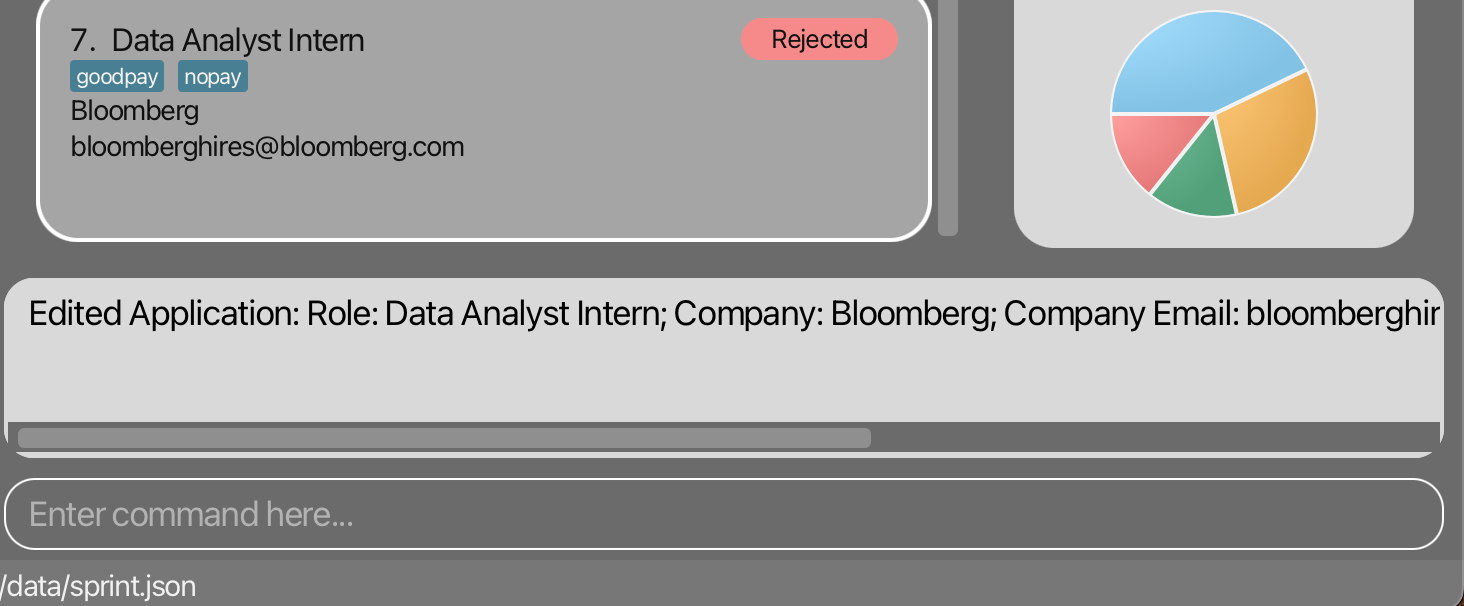 7. Data Analyst Intern
Rejected
goodpay nopay
Bloomberg
bloomberghires@bloomberg.com
Edited Application: Role: Data Analyst Intern; Company: Bloomberg; Company Email: bloomberghir
Enter command here...
/data/sprint.json